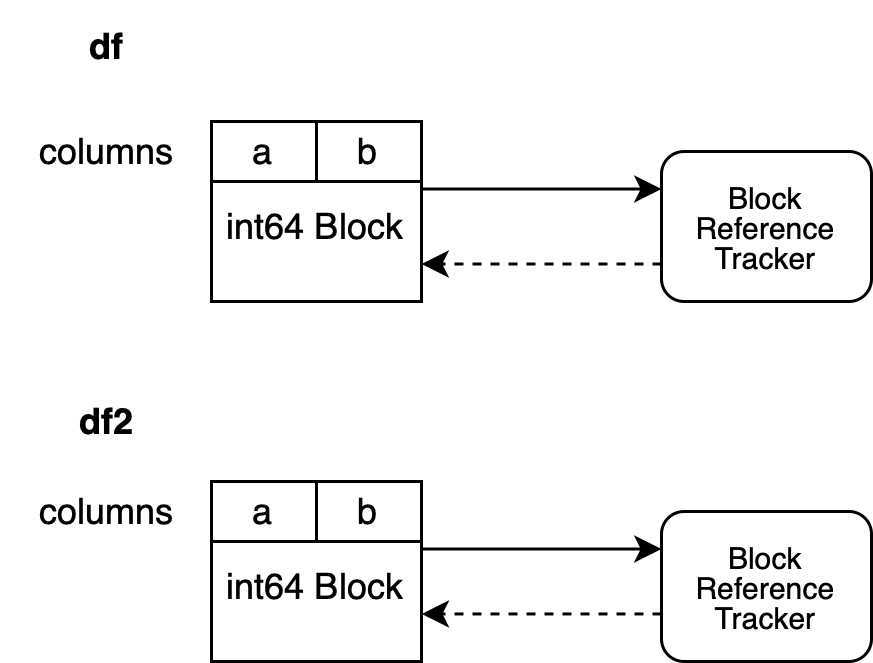 df
columns
a
b
int64 Block
Block
Reference
Tracker
df2
columns
a
b
int64 Block
Block
Reference
Tracker